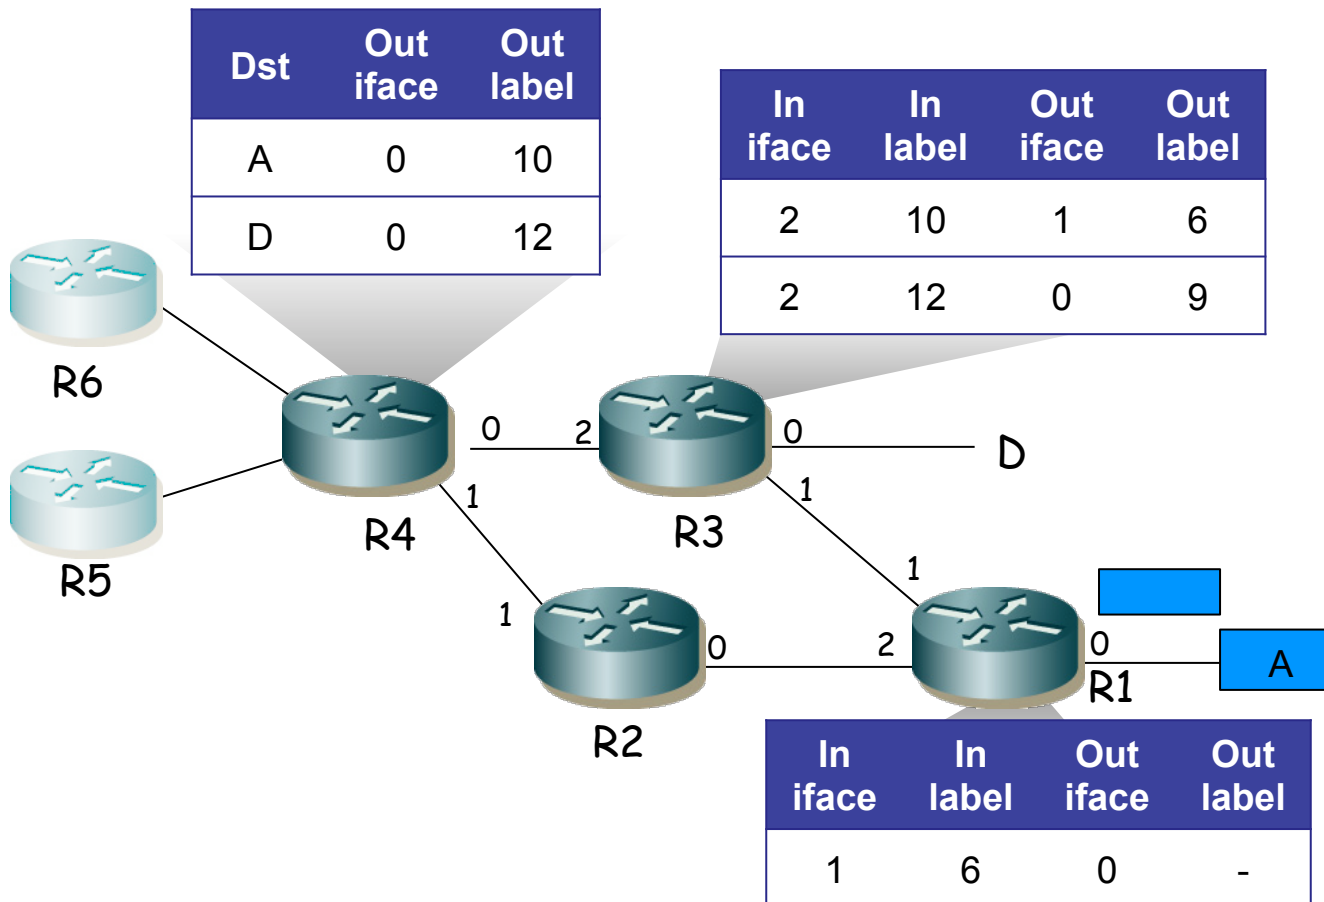 Dst Out iface Out label
A 0 10
D 0 12
In iface In label Out iface Out label
2 10 1 6
2 12 0 9
R6
R5
R4
0
1
2
R3
0
1
D
1
R2
0
1
2
R1
0
A
In iface In label Out iface Out label
1 6 0 -